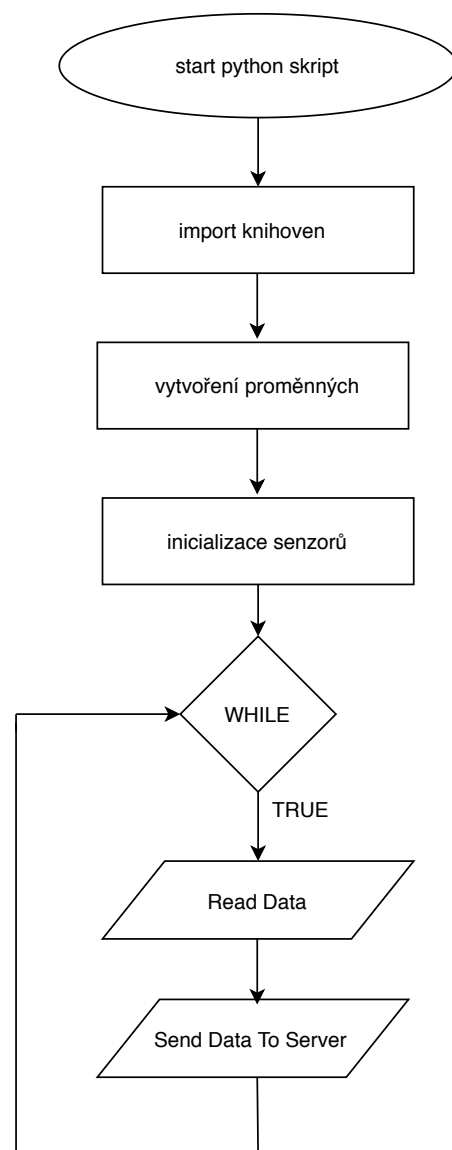 start python skript
import knihoven
vytvoření proměnných
inicializace senzorů
WHILE
TRUE
Read Data
Send Data To Server